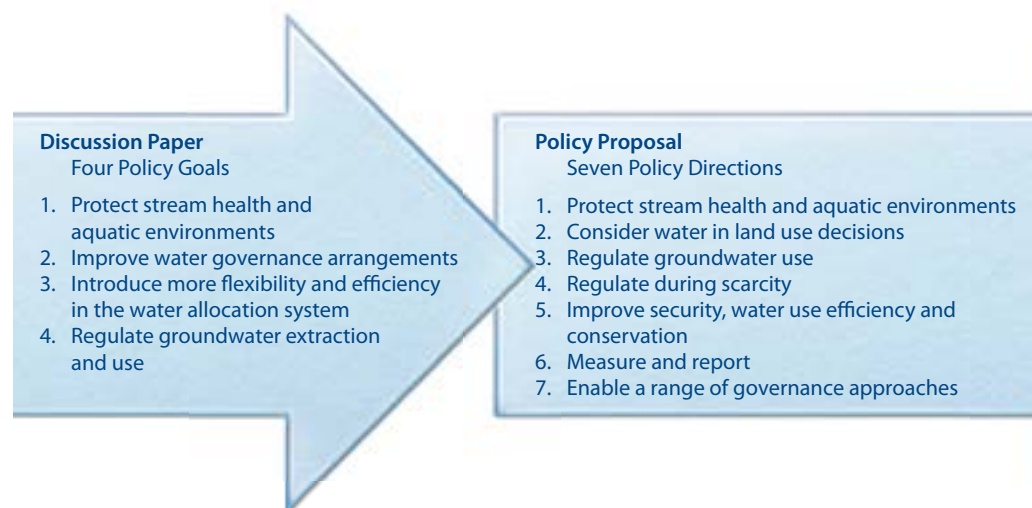 Discussion Paper
Four Policy Goals
1. Protect stream health and
aquatic environments
2. Improve water governance arrangements
3. Introduce more flexibility and efficiency
in the water allocation system
4. Regulate groundwater extraction
and use
Policy Proposal
Seven Policy Directions
1. Protect stream health and aquatic environments
2. Consider water in land use decisions
3. Regulate groundwater use
4. Regulate during scarcity
5. Improve security, water use efficiency and
conservation
6. Measure and report
7. Enable a range of governance approaches